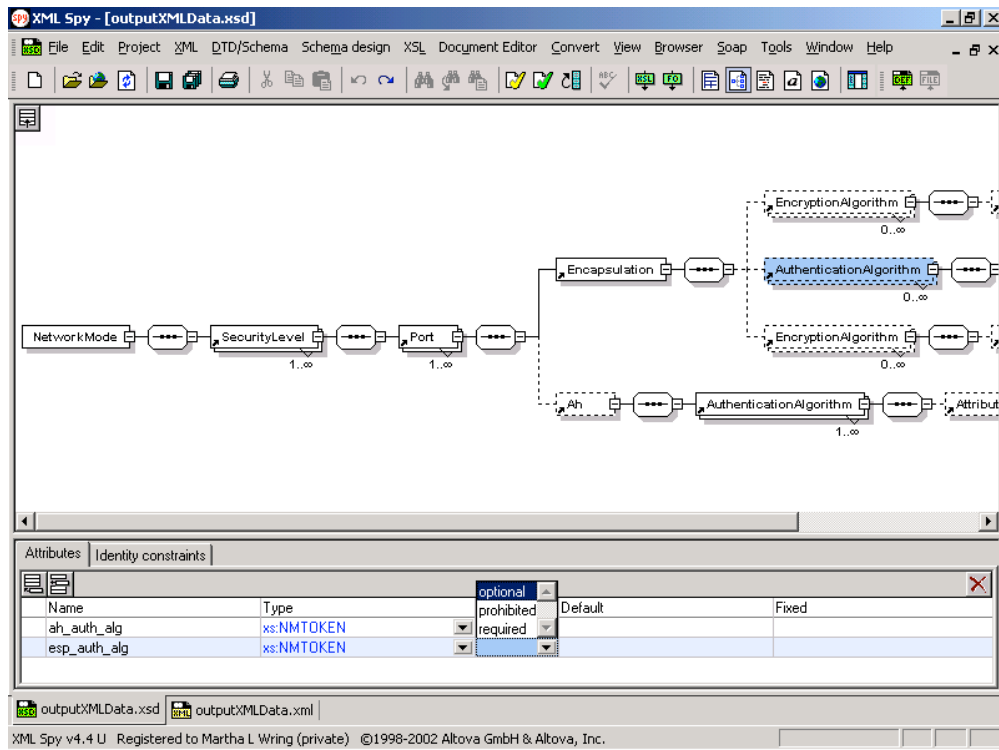 XML Spy - [outputXMLData.xsd]
File Edit Project XML DTD/Schema Schema design XSL Document Editor Convert View Browser Soap Tools Window Help
EncryptionAlgorithm
0..∞
Encapsulation
AuthenticationAlgorithm
0..∞
NetworkMode
SecurityLevel
1..∞
Port
1..∞
EncryptionAlgorithm
0..∞
Ah
AuthenticationAlgorithm
1..∞
Attribut
Attributes
Identity constraints
Name Type Default Fixed
ah_auth_alg xs:NMTOKEN
esp_auth_alg xs:NMTOKEN
optional
prohibited
required
outputXMLData.xsd
outputXMLData.xml
XML Spy v4.4 U Registered to Martha L Wring (private) ©1998-2002 Altova GmbH & Altova, Inc.